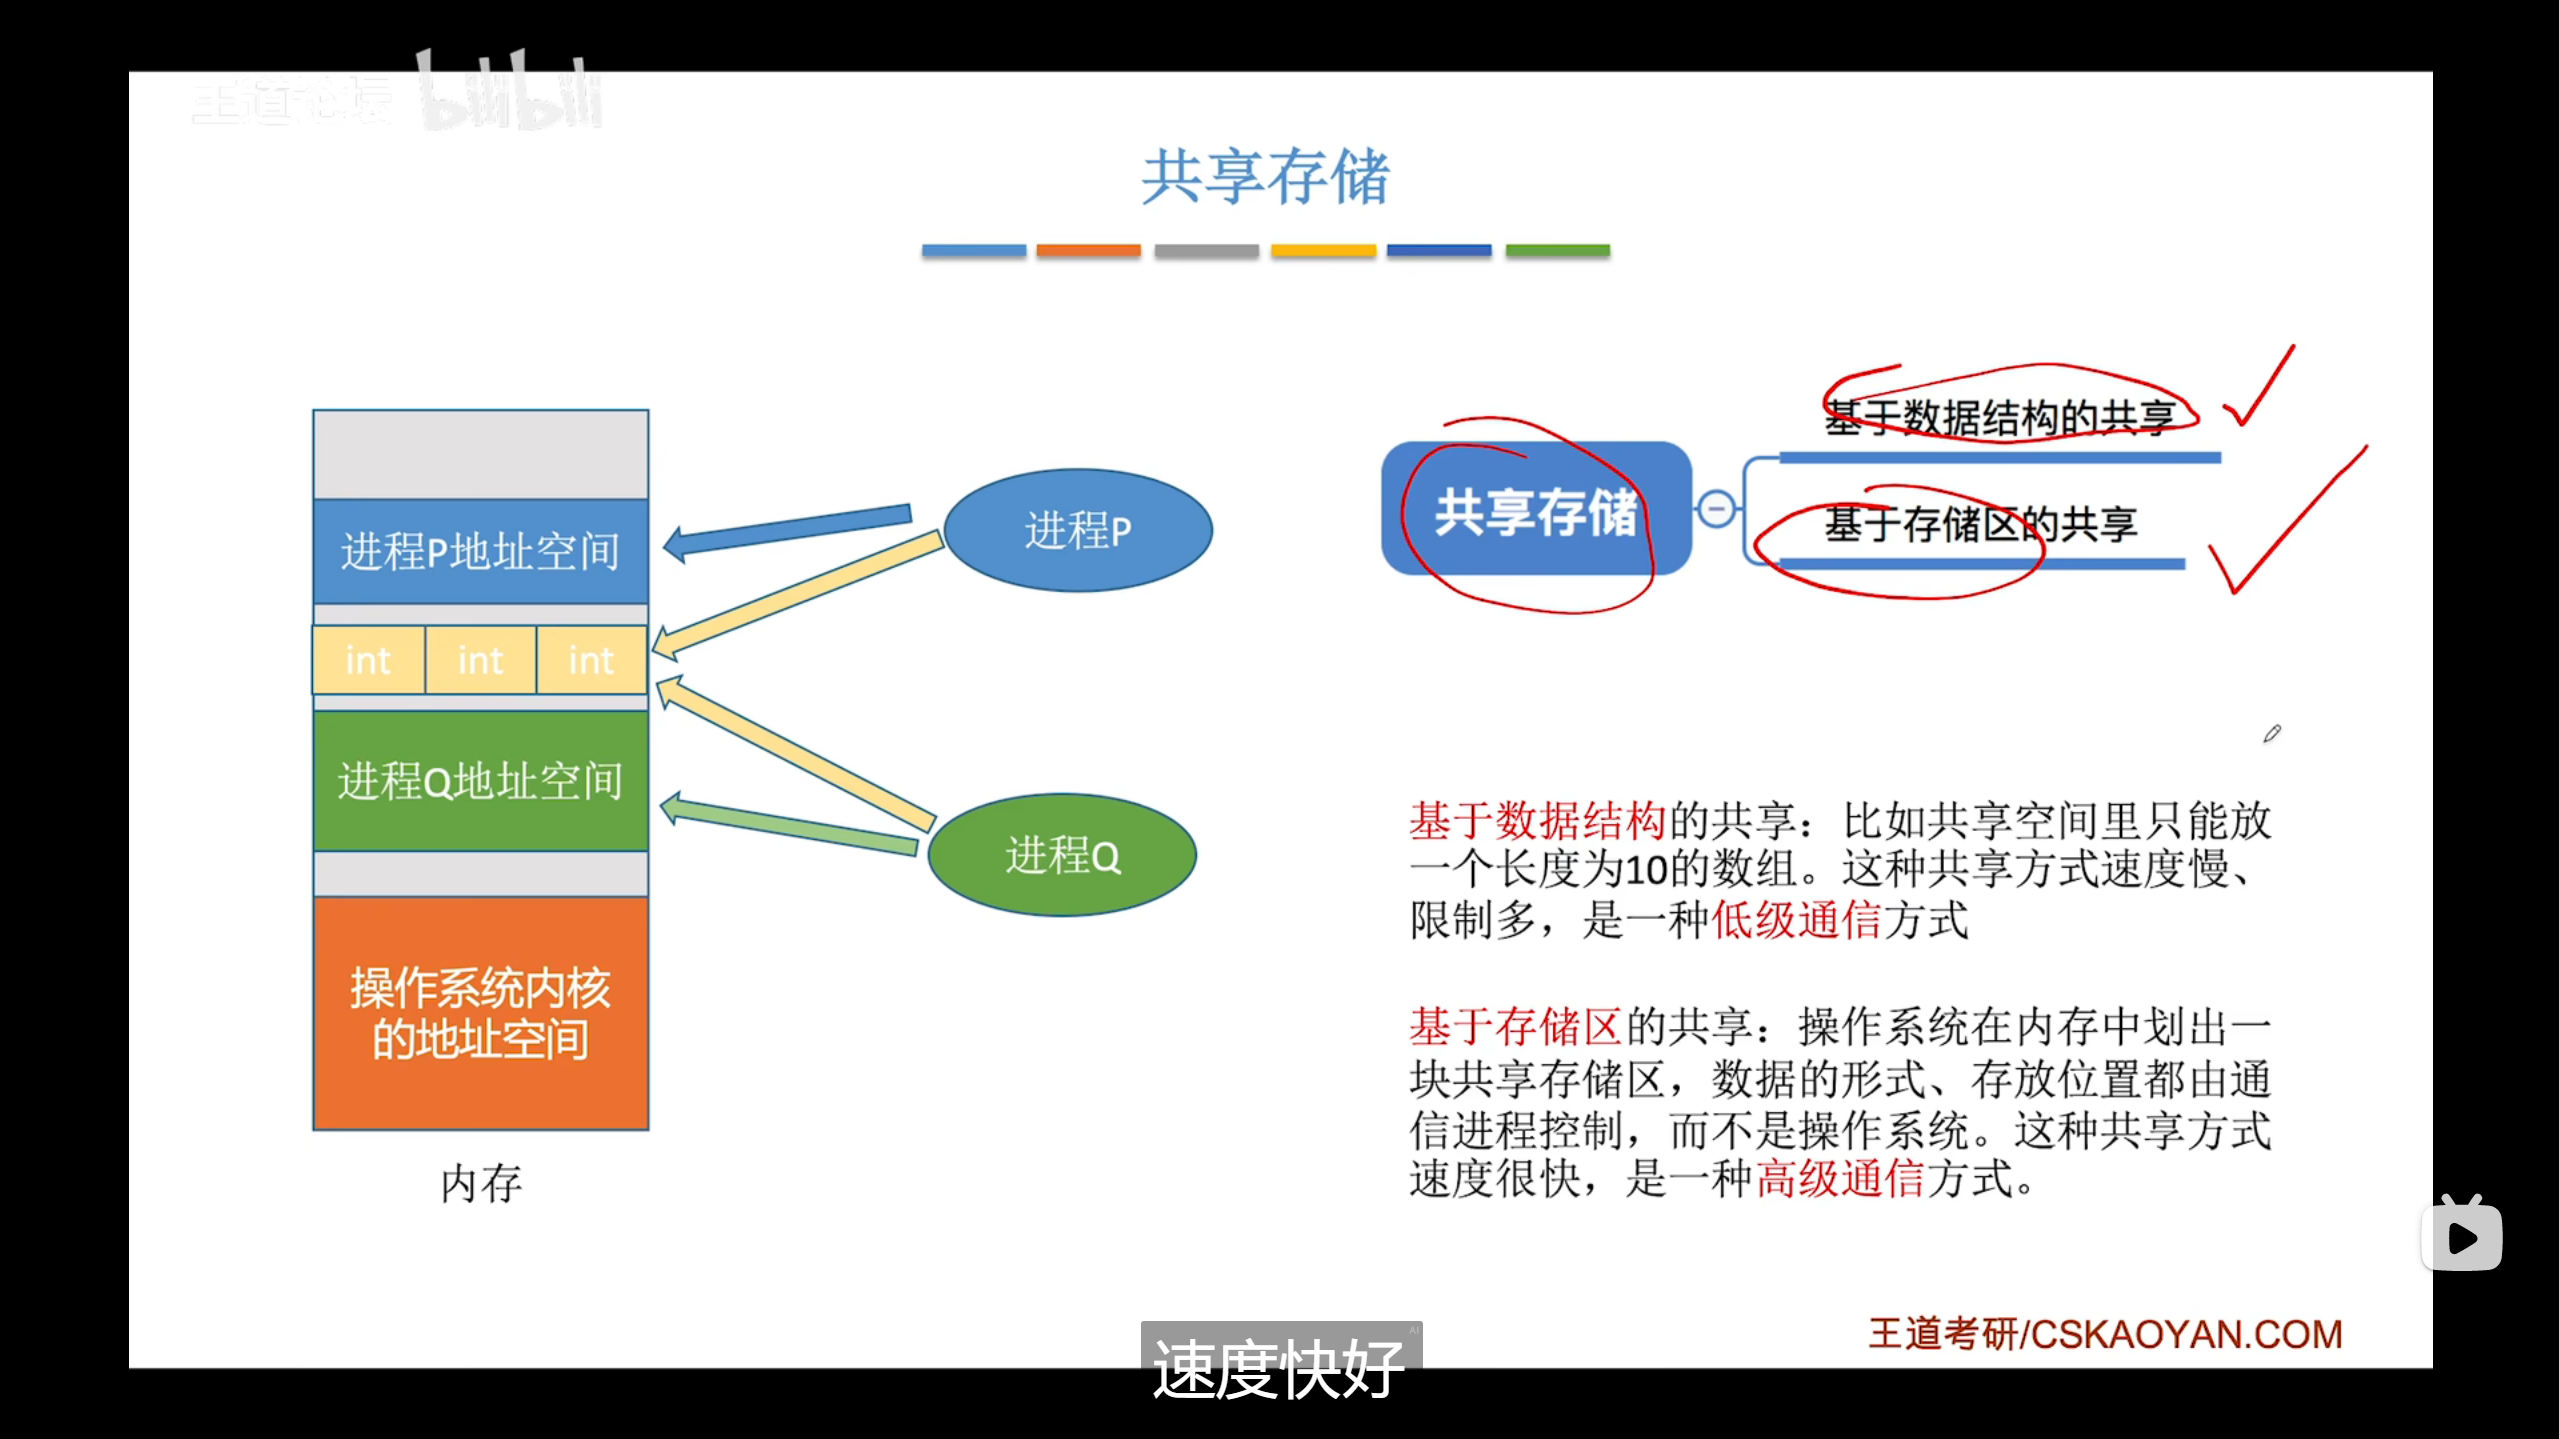 王道论坛 bilibili
共享存储
进程P地址空间
int int int
进程Q地址空间
操作系统内核
的地址空间
内存
进程P
进程Q
共享存储
基于数据结构的共享
基于存储区的共享
基于数据结构的共享：比如共享空间里只能放
一个长度为10的数组。这种共享方式速度慢、
限制多，是一种低级通信方式
基于存储区的共享：操作系统在内存中划出一
块共享存储区，数据的形式、存放位置都由通
信进程控制，而不是操作系统。这种共享方式
速度很快，是一种高级通信方式。
王道考研/CSKAOYAN.COM
AI
速度快好